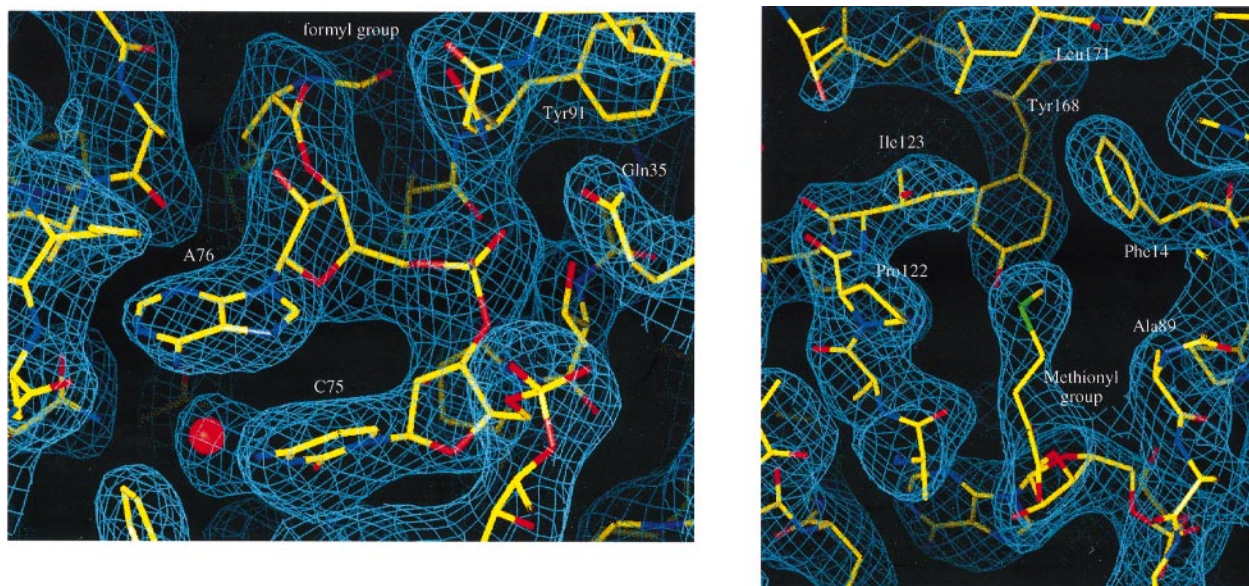 formyl group
Tyr91
Gln35
A76
C75
Leu171
Tyr168
Ile123
Phe14
Pro122
Ala89
Methionyl
group